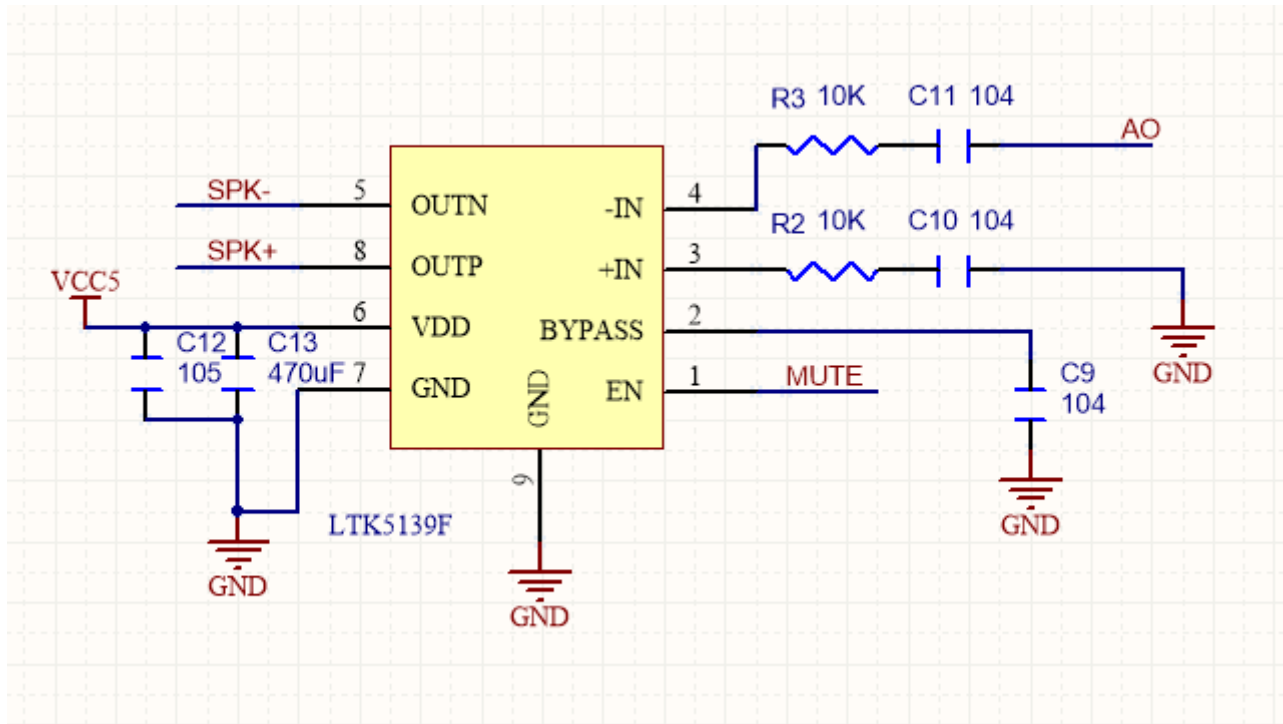 R3 10K C11 104
AO
SPK-
5
OUTN
-IN
4
R2 10K C10 104
SPK+
8
OUTP
+IN
3
VCC5
6
VDD
BYPASS
2
C12
105
C13
470uF
7
GND
GND
EN
1
MUTE
C9
104
GND
9
LTK5139F
GND
GND
GND